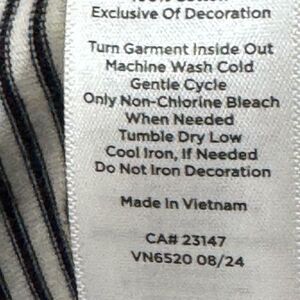 Exclusive Of Decoration
Turn Garment Inside Out
Machine Wash Cold
Gentle Cycle
Only Non-Chlorine Bleach
When Needed
Tumble Dry Low
Cool Iron, If Needed
Do Not Iron Decoration
Made In Vietnam
CA# 23147
VN6520 08/24